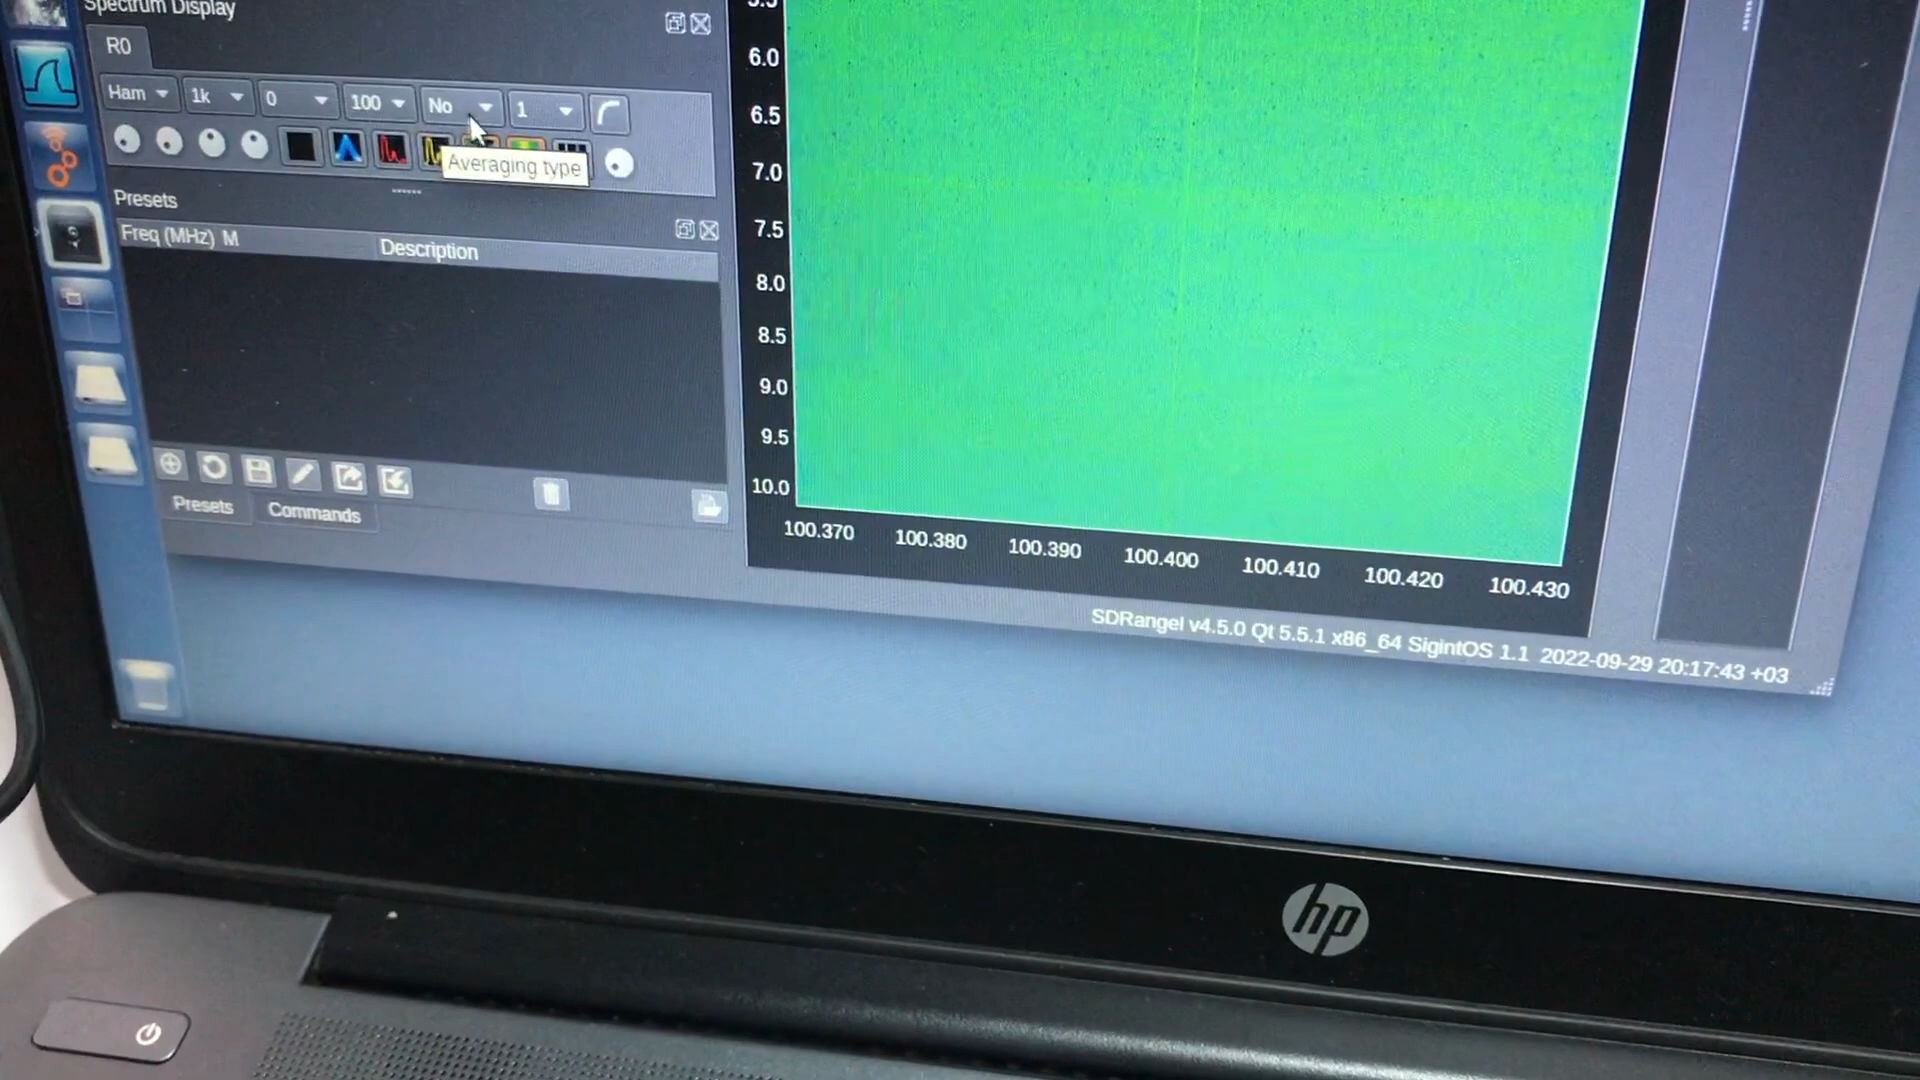 Spectrum Display
R0
Ham 1k 0 100 No 1
Averaging type
Presets
Freq (MHz) M Description
Presets Commands
5.5
6.0
6.5
7.0
7.5
8.0
8.5
9.0
9.5
10.0
100.370 100.380 100.390 100.400 100.410 100.420 100.430
SDRangel v4.5.0 Qt 5.5.1 x86_64 SigintOS 1.1 2022-09-29 20:17:43 +03
hp